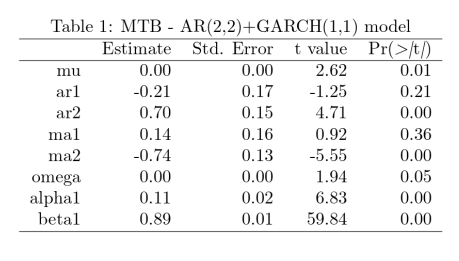 Table 1: MTB - AR(2,2)+GARCH(1,1) model
Estimate Std. Error t value Pr(>|t|)
mu 0.00 0.00 2.62 0.01
ar1 -0.21 0.17 -1.25 0.21
ar2 0.70 0.15 4.71 0.00
ma1 0.14 0.16 0.92 0.36
ma2 -0.74 0.13 -5.55 0.00
omega 0.00 0.00 1.94 0.05
alpha1 0.11 0.02 6.83 0.00
beta1 0.89 0.01 59.84 0.00